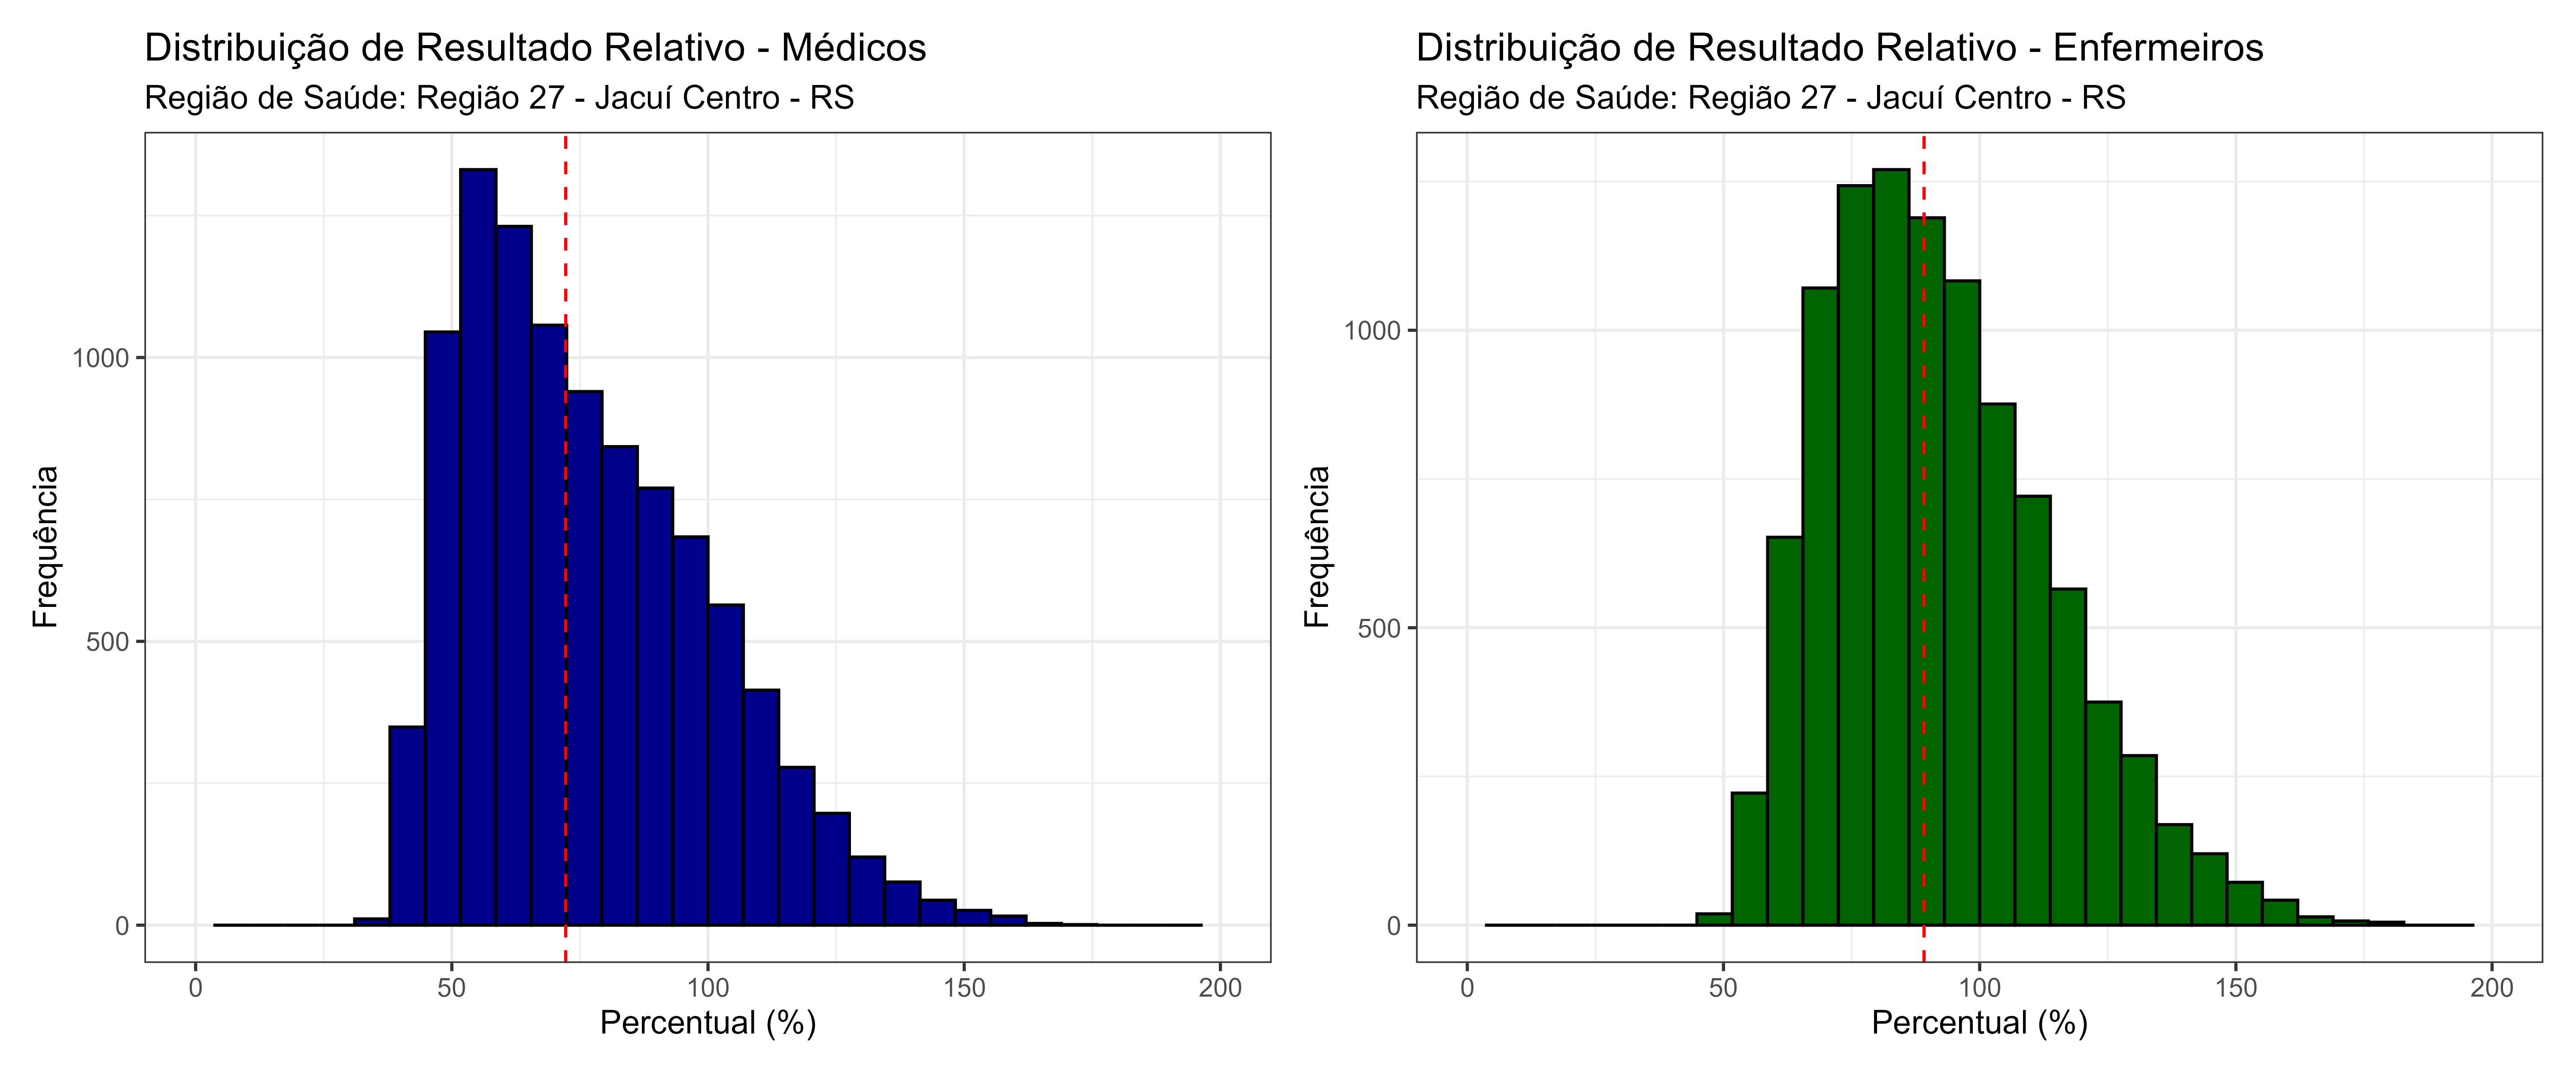 Distribuição de Resultado Relativo - Médicos
Região de Saúde: Região 27 - Jacuí Centro - RS
Frequência
1000
500
0
0 50 100 150 200
Percentual (%)
Distribuição de Resultado Relativo - Enfermeiros
Região de Saúde: Região 27 - Jacuí Centro - RS
Frequência
1000
500
0
0 50 100 150 200
Percentual (%)